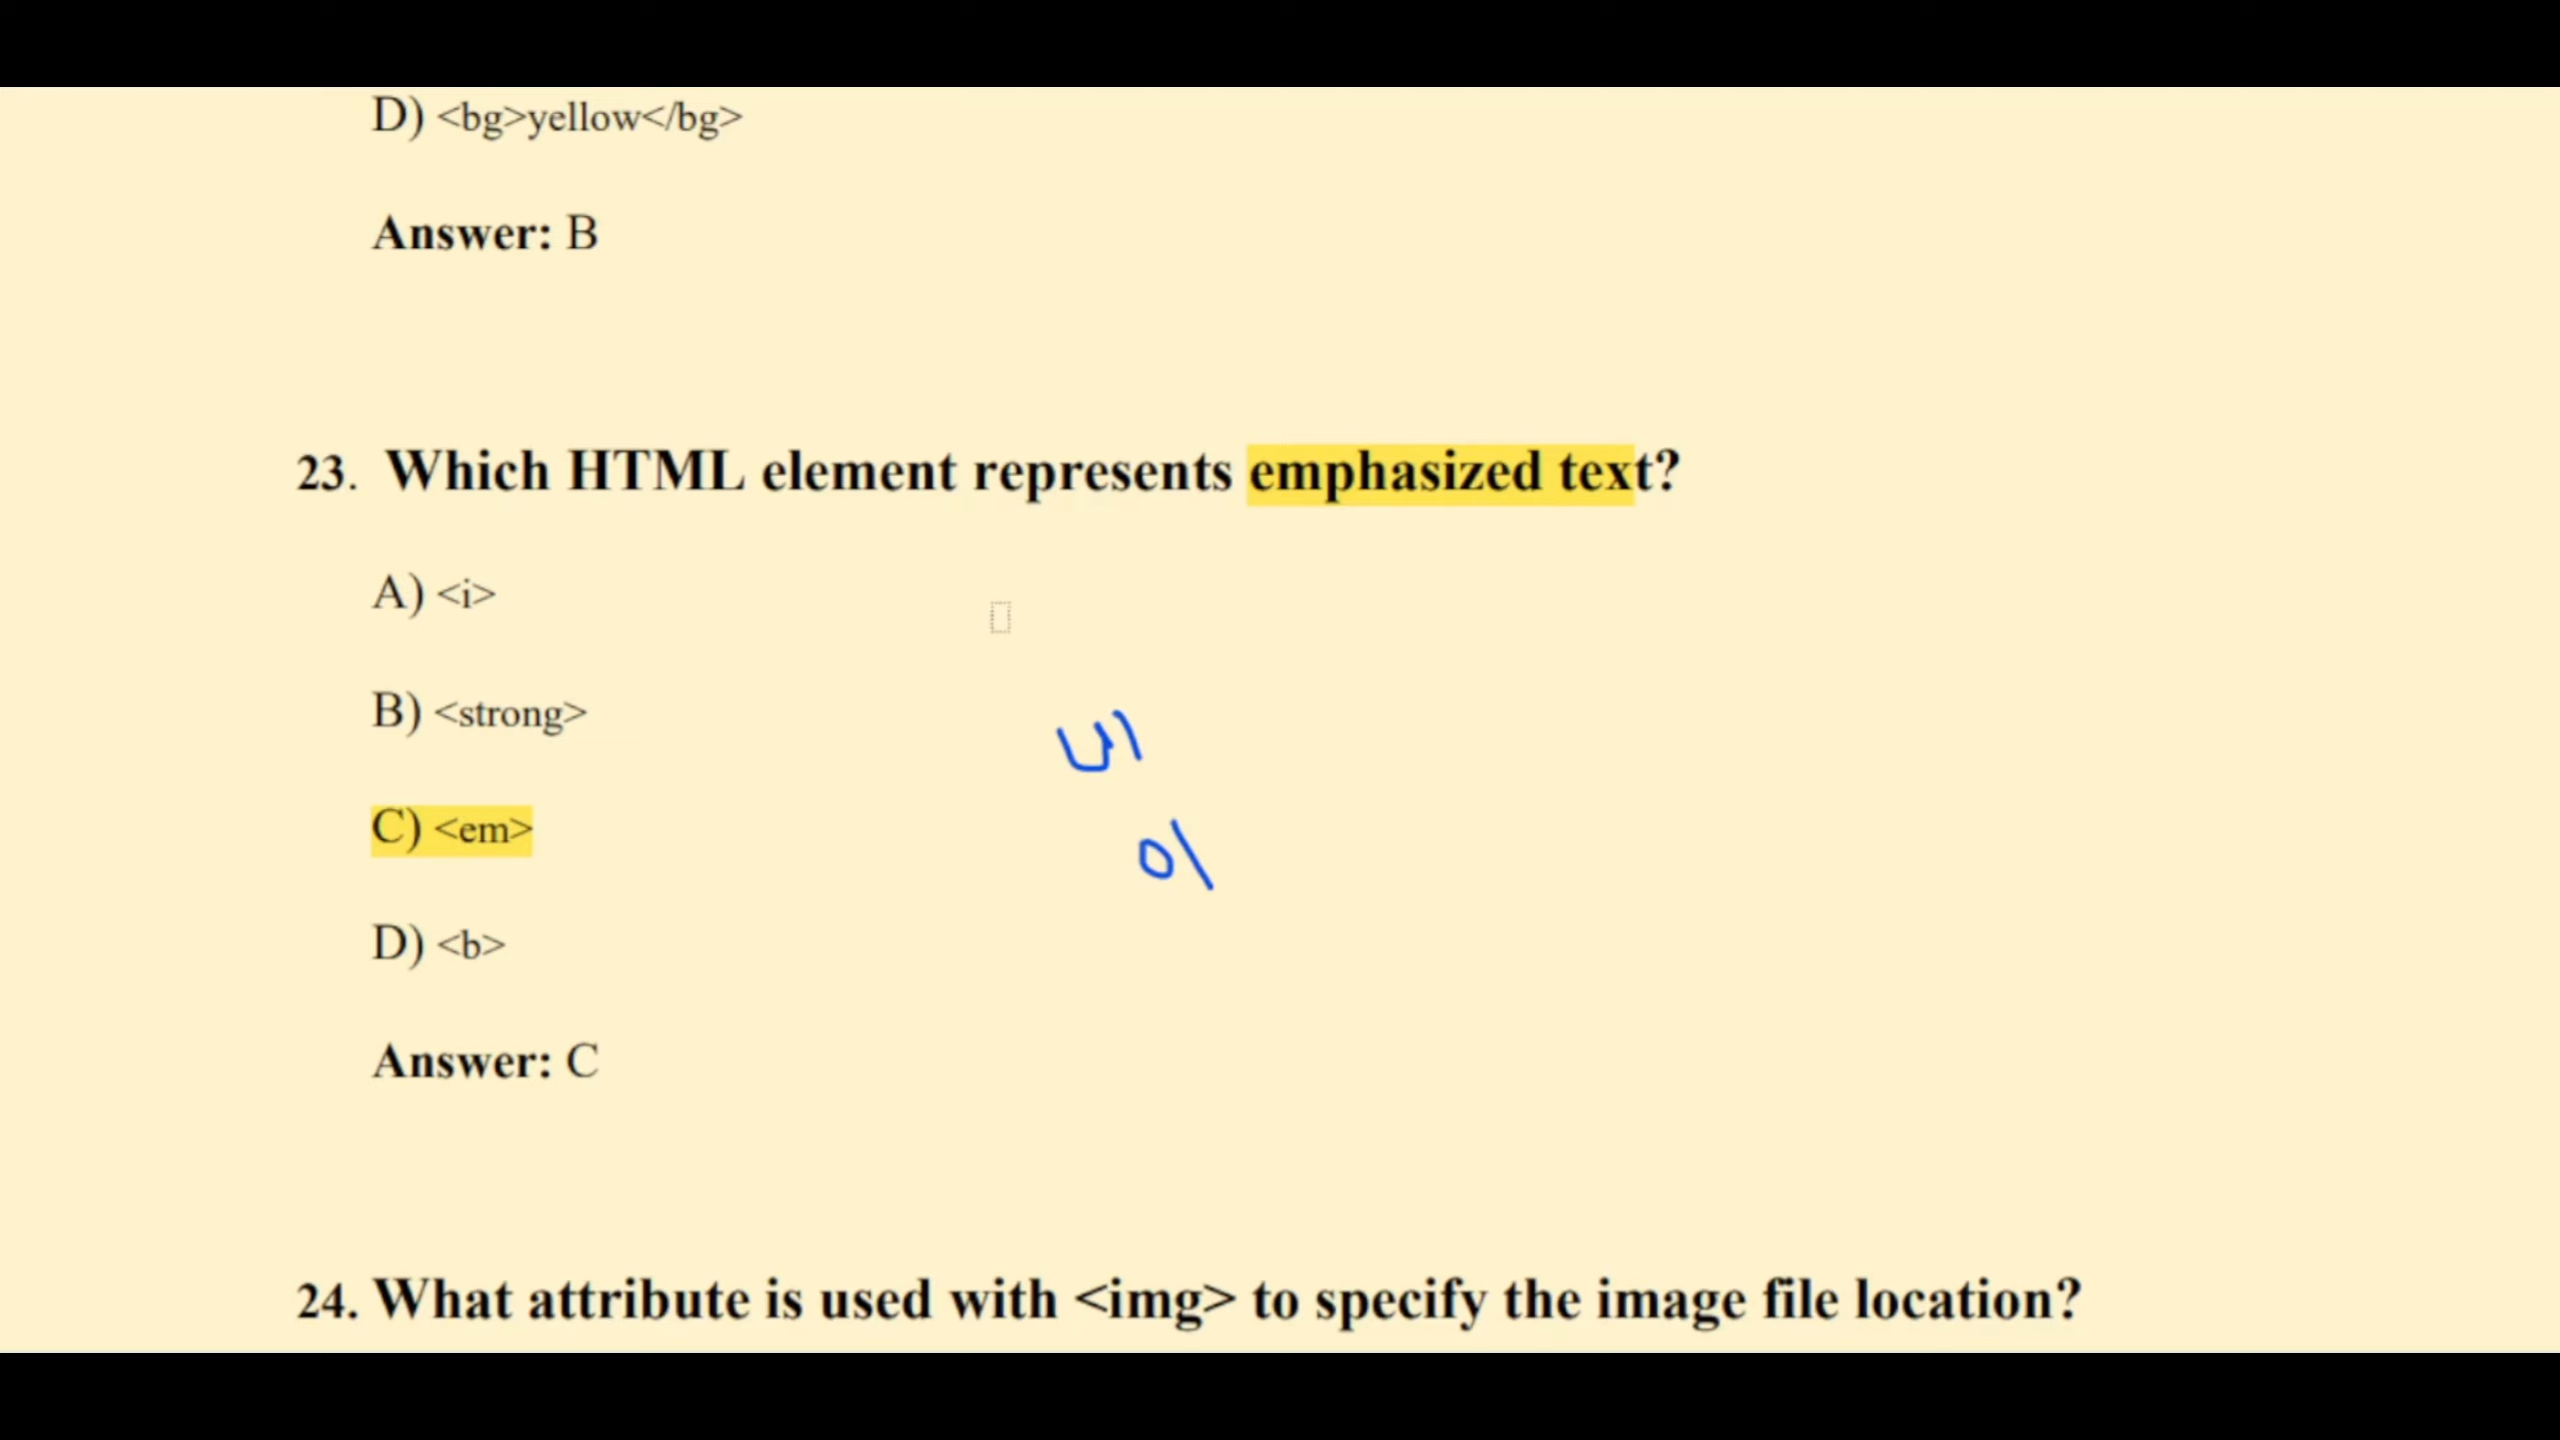 D) <bg>yellow</bg>
Answer: B
23. Which HTML element represents emphasized text?
A) <i>
B) <strong>
C) <em>
D) <b>
Answer: C
24. What attribute is used with <img> to specify the image file location?